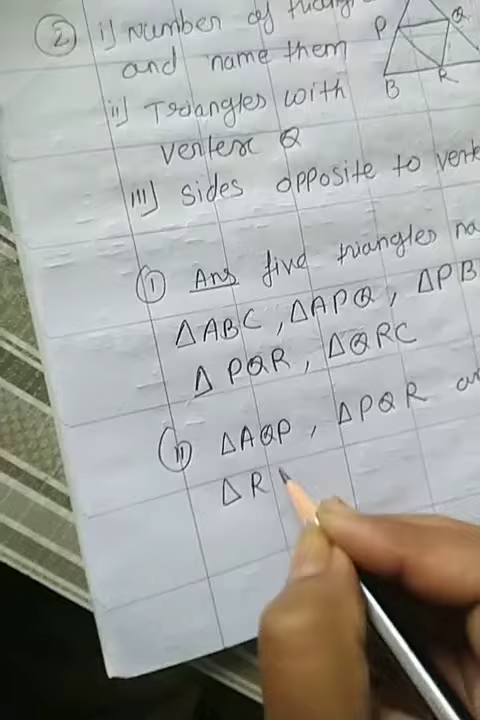 ② i) Number of
P Q
and name them
B R
ii) Triangles with
vertex Q
III) sides opposite to
① Ans five triangles
△ABC, △APQ, △PB
△ PQR, △QRC
(ii) △AQP, △PQR
△R